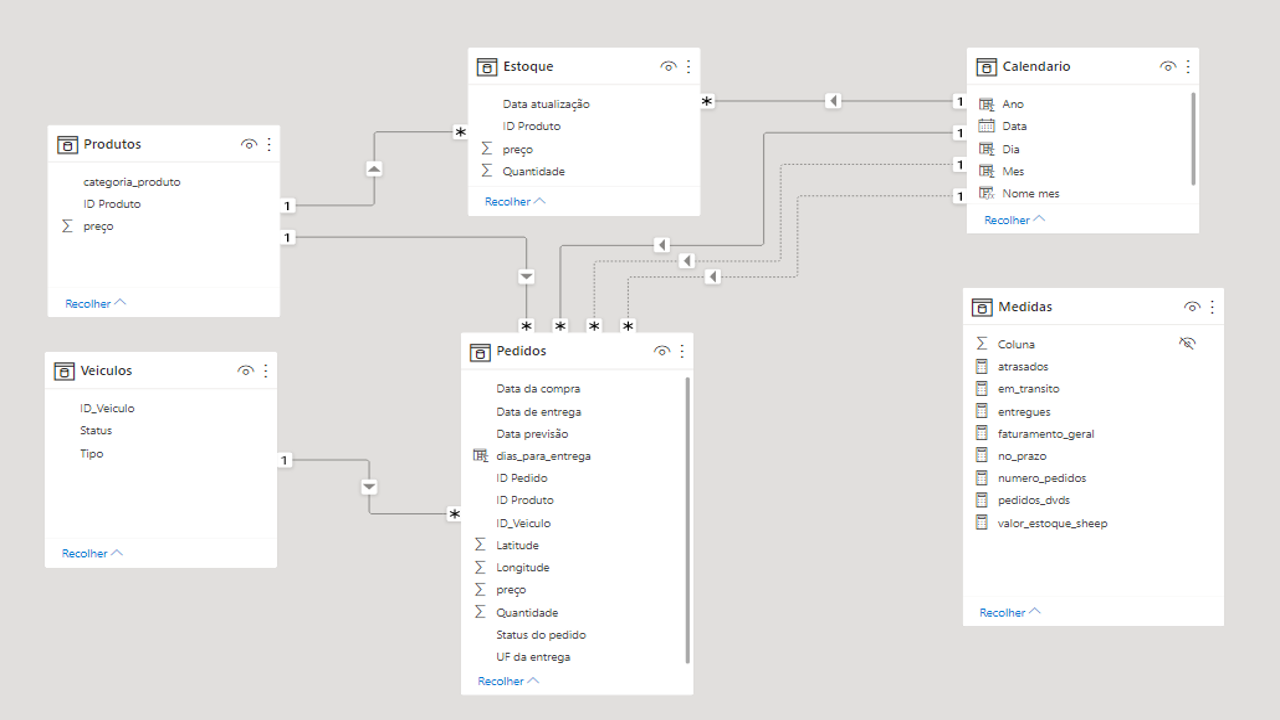 Produtos
categoria_produto
ID Produto
preço
Recolher
1
1
Estoque
Data atualização
ID Produto
preço
Quantidade
Recolher
*
*
Calendario
Ano
Data
Dia
Mes
Nome mes
Recolher
1
1
1
1
Veiculos
ID_Veiculo
Status
Tipo
Recolher
1
*
* * * *
Pedidos
Data da compra
Data de entrega
Data previsão
dias_para_entrega
ID Pedido
ID Produto
ID_Veiculo
Latitude
Longitude
preço
Quantidade
Status do pedido
UF da entrega
Recolher
Medidas
Coluna
atrasados
em_transito
entregues
faturamento_geral
no_prazo
numero_pedidos
pedidos_dvds
valor_estoque_sheep
Recolher